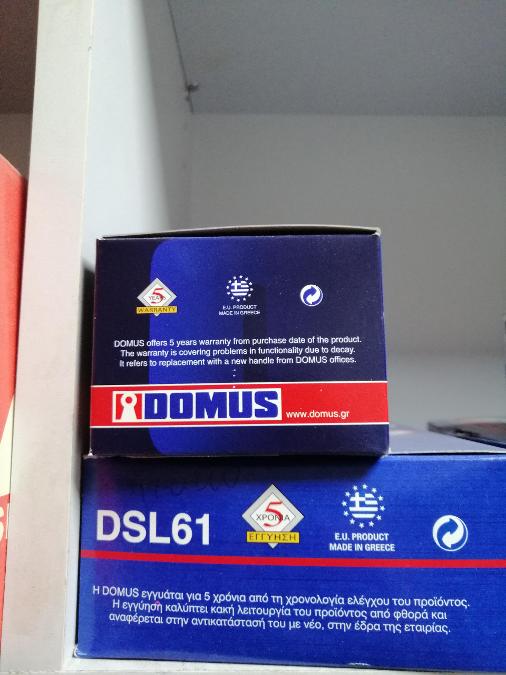 5
YEARS
WARRANTY
E.U. PRODUCT
MADE IN GREECE
DOMUS offers 5 years warranty from purchase date of the product.
The warranty is covering problems in functionality due to decay.
It refers to replacement with a new handle from DOMUS offices.
DOMUS www.domus.gr
DSL61
5
ΧΡΟΝΙΑ
ΕΓΓΥΗΣΗ
E.U. PRODUCT
MADE IN GREECE
Η DOMUS εγγυάται για 5 χρόνια από τη χρονολογία ελέγχου του προϊόντος.
Η εγγύηση καλύπτει κακή λειτουργία του προϊόντος από φθορά και
αναφέρεται στην αντικατάστασή του με νέο, στην έδρα της εταιρίας.